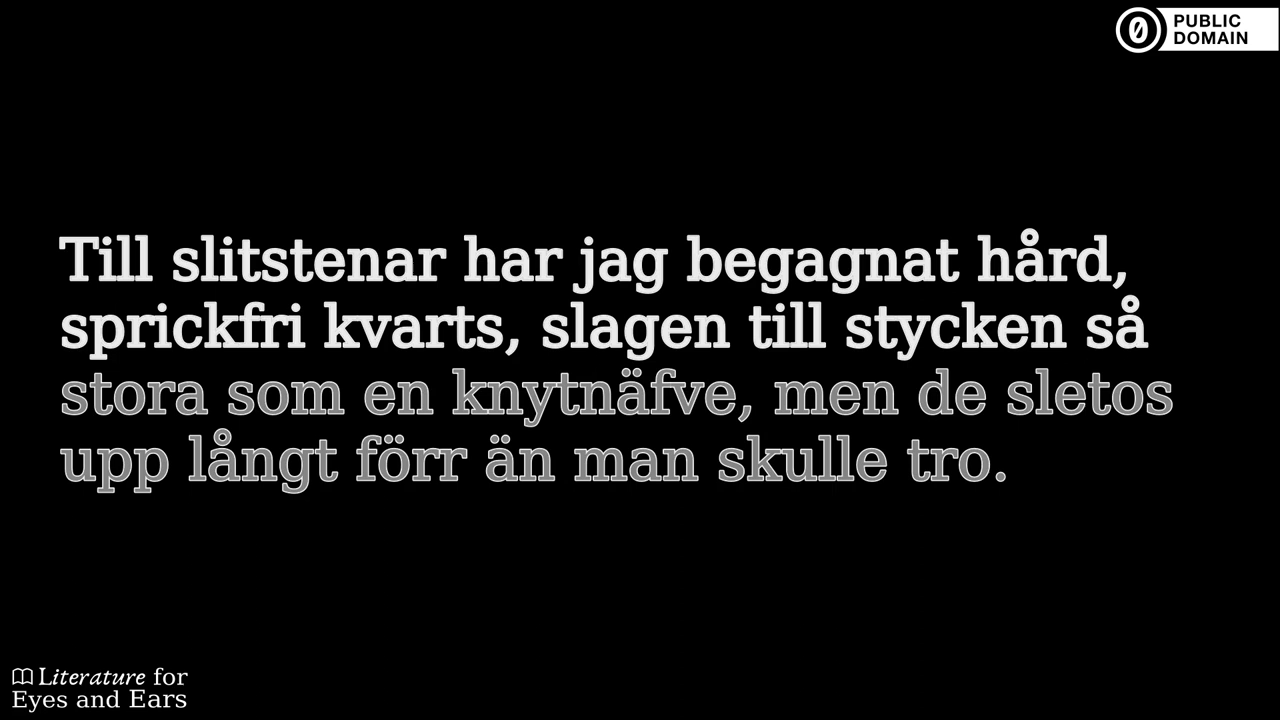 PUBLIC
DOMAIN
Till slitstenar har jag begagnat hård,
sprickfri kvarts, slagen till stycken så
stora som en knytnäfve, men de sletos
upp långt förr än man skulle tro.
Literature for
Eyes and Ears